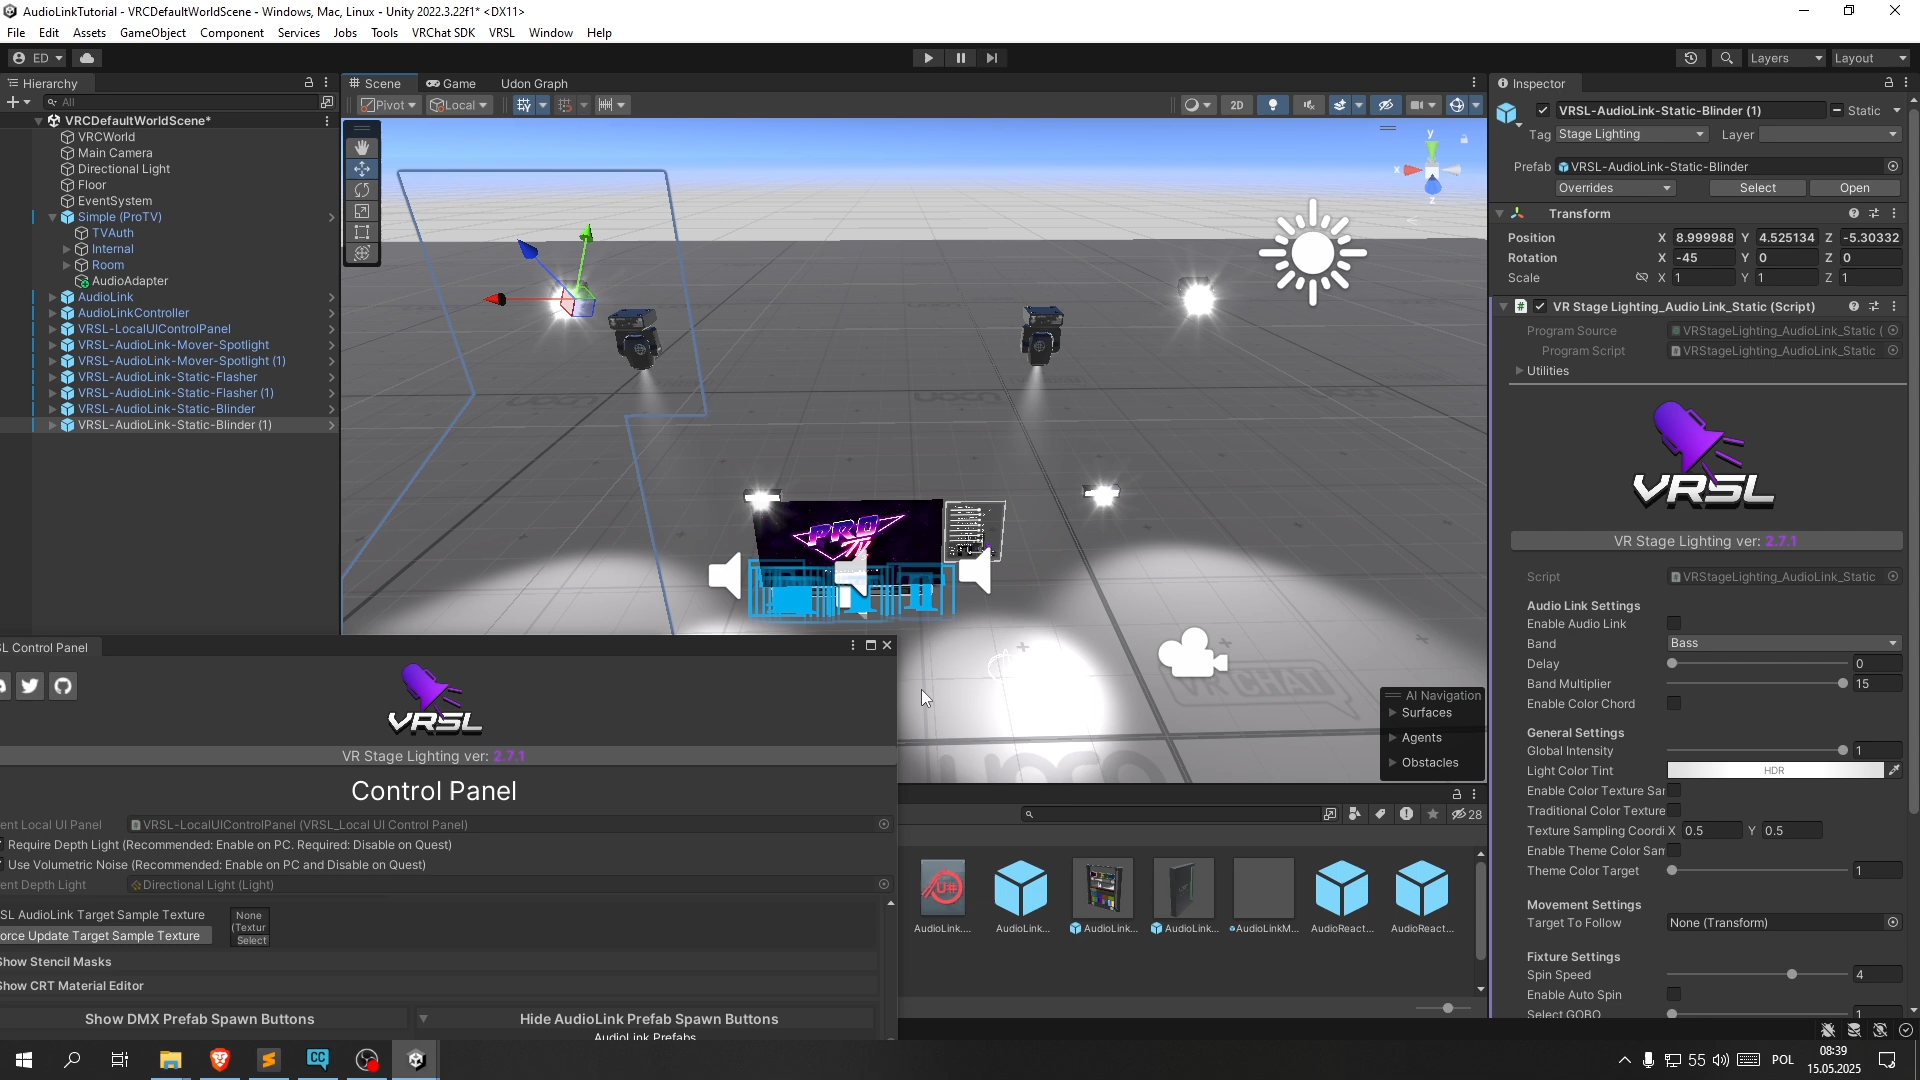 AudioLinkTutorial - VRCDefaultWorldScene - Windows, Mac, Linux - Unity 2022.3.22f1* <DX11>
File Edit Assets GameObject Component Services Jobs Tools VRChat SDK VRSL Window Help
ED
Layers
Layout
Hierarchy
All
VRCDefaultWorldScene*
VRCWorld
Main Camera
Directional Light
Floor
EventSystem
Simple (ProTV)
TVAuth
Internal
Room
AudioAdapter
AudioLink
AudioLinkController
VRSL-LocalUIControlPanel
VRSL-AudioLink-Mover-Spotlight
VRSL-AudioLink-Mover-Spotlight (1)
VRSL-AudioLink-Static-Flasher
VRSL-AudioLink-Static-Flasher (1)
VRSL-AudioLink-Static-Blinder
VRSL-AudioLink-Static-Blinder (1)
Scene Game Udon Graph
Pivot Local
2D
y
x
z
PRO
VRCHAT
AI Navigation
Surfaces
Agents
Obstacles
SL Control Panel
VRSL
VR Stage Lighting ver: 2.7.1
Control Panel
ent Local UI Panel VRSL-LocalUIControlPanel (VRSL_Local UI Control Panel)
Require Depth Light (Recommended: Enable on PC. Required: Disable on Quest)
Use Volumetric Noise (Recommended: Enable on PC and Disable on Quest)
ent Depth Light Directional Light (Light)
SL AudioLink Target Sample Texture
None
(Textur
Select
orce Update Target Sample Texture
Show Stencil Masks
Show CRT Material Editor
Show DMX Prefab Spawn Buttons
Hide AudioLink Prefab Spawn Buttons
AudioLink Prefabs
28
AudioLink... AudioLink... AudioLink... AudioLink... AudioLinkM... AudioReact... AudioReact...
Inspector
VRSL-AudioLink-Static-Blinder (1) Static
Tag Stage Lighting Layer
Prefab VRSL-AudioLink-Static-Blinder
Overrides Select Open
Transform
Position X 8.999988 Y 4.525134 Z -5.30332
Rotation X -45 Y 0 Z 0
Scale X 1 Y 1 Z 1
VR Stage Lighting_Audio Link_Static (Script)
Program Source VRStageLighting_AudioLink_Static (
Program Script VRStageLighting_AudioLink_Static
Utilities
VRSL
VR Stage Lighting ver: 2.7.1
Script VRStageLighting_AudioLink_Static
Audio Link Settings
Enable Audio Link
Band Bass
Delay 0
Band Multiplier 15
Enable Color Chord
General Settings
Global Intensity 1
Light Color Tint HDR
Enable Color Texture Sar
Traditional Color Texture
Texture Sampling Coordi X 0.5 Y 0.5
Enable Theme Color Sam
Theme Color Target 1
Movement Settings
Target To Follow None (Transform)
Fixture Settings
Spin Speed 4
Enable Auto Spin
Select GOBO 1
55
POL
08:39
15.05.2025